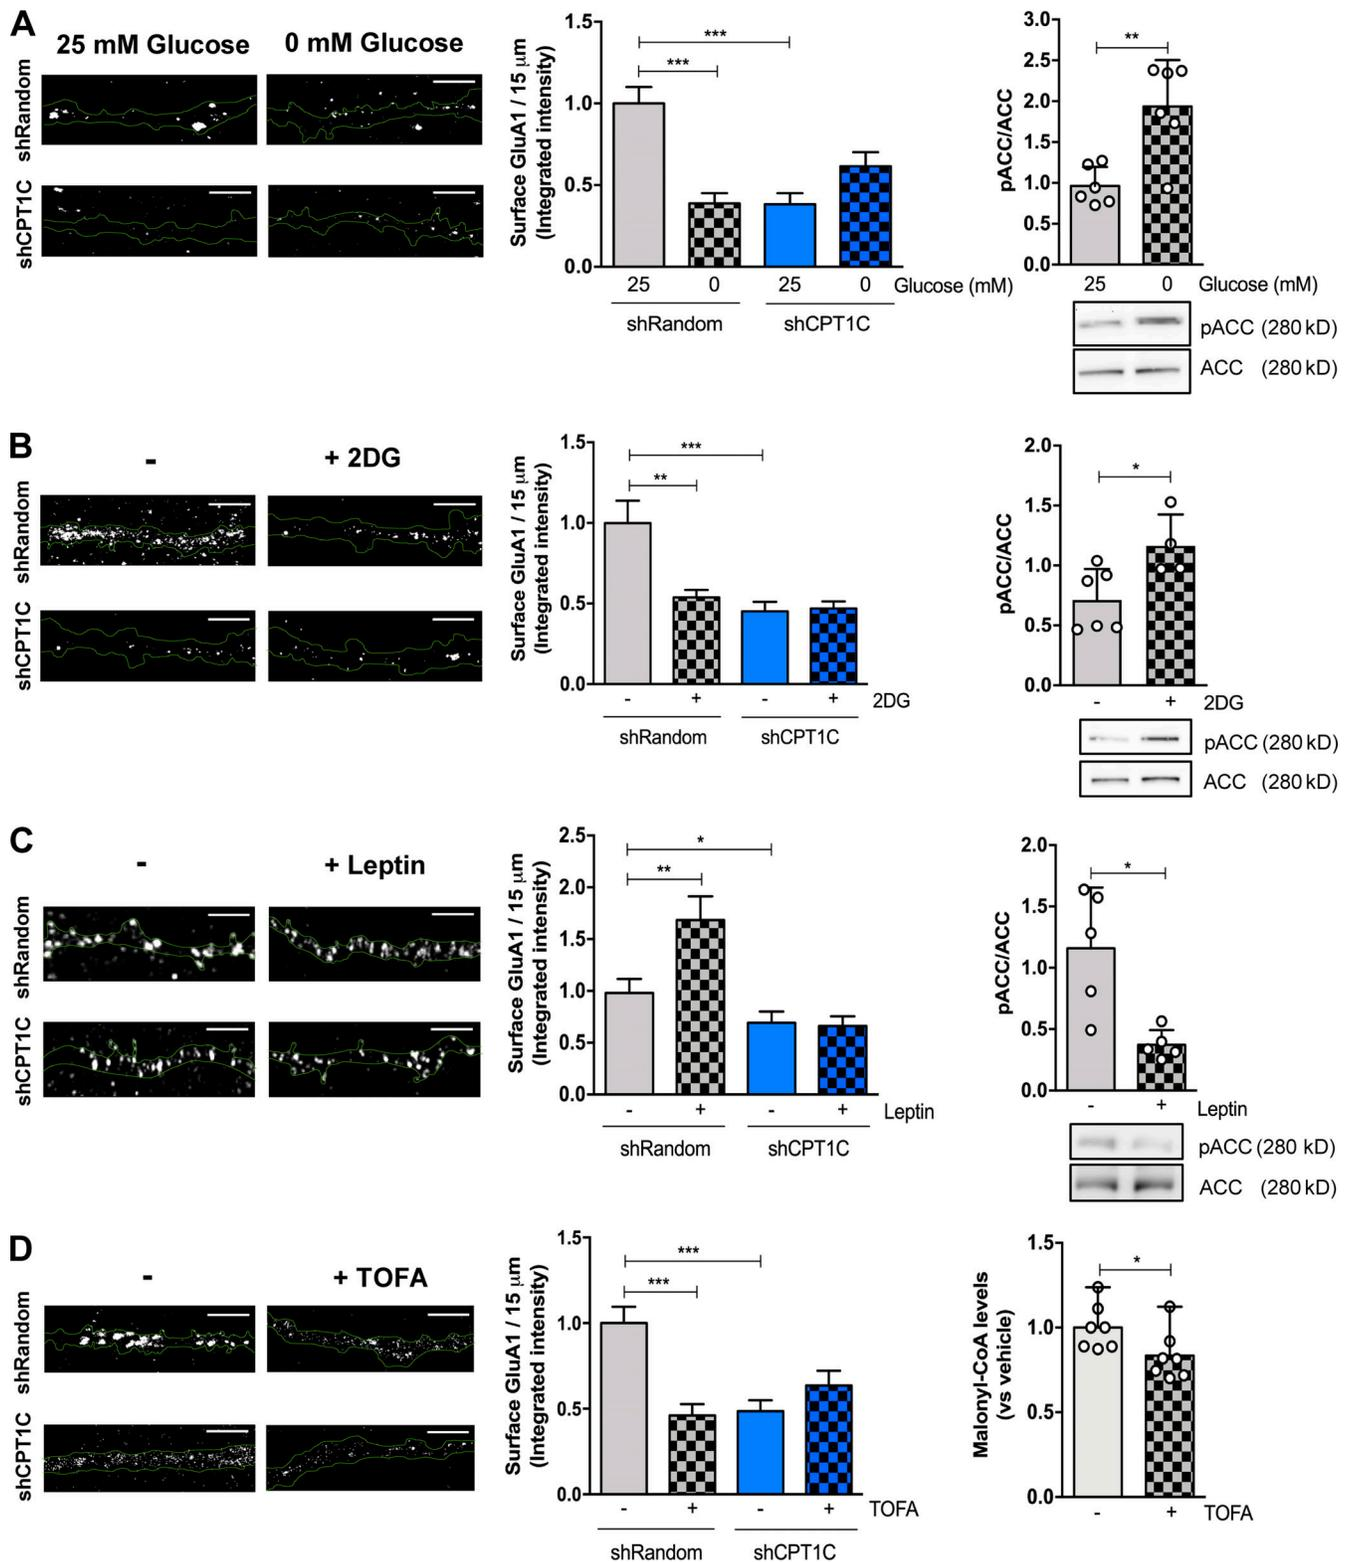 A
25 mM Glucose
0 mM Glucose
shRandom
shCPT1C
Surface GluA1 / 15 μm
(Integrated intensity)
1.5
1.0
0.5
0.0
***
***
25 0 25 0 Glucose (mM)
shRandom shCPT1C
pACC/ACC
3.0
2.5
2.0
1.5
1.0
0.5
0.0
**
25 0 Glucose (mM)
pACC (280 kD)
ACC (280 kD)
B
-
+ 2DG
shRandom
shCPT1C
Surface GluA1 / 15 μm
(Integrated intensity)
1.5
1.0
0.5
0.0
***
**
- + - + 2DG
shRandom shCPT1C
pACC/ACC
2.0
1.5
1.0
0.5
0.0
*
- + 2DG
pACC (280 kD)
ACC (280 kD)
C
-
+ Leptin
shRandom
shCPT1C
Surface GluA1 / 15 μm
(Integrated intensity)
2.5
2.0
1.5
1.0
0.5
0.0
*
**
- + - + Leptin
shRandom shCPT1C
pACC/ACC
2.0
1.5
1.0
0.5
0.0
*
- + Leptin
pACC (280 kD)
ACC (280 kD)
D
-
+ TOFA
shRandom
shCPT1C
Surface GluA1 / 15 μm
(Integrated intensity)
1.5
1.0
0.5
0.0
***
***
- + - + TOFA
shRandom shCPT1C
Malonyl-CoA levels
(vs vehicle)
1.5
1.0
0.5
0.0
*
- + TOFA